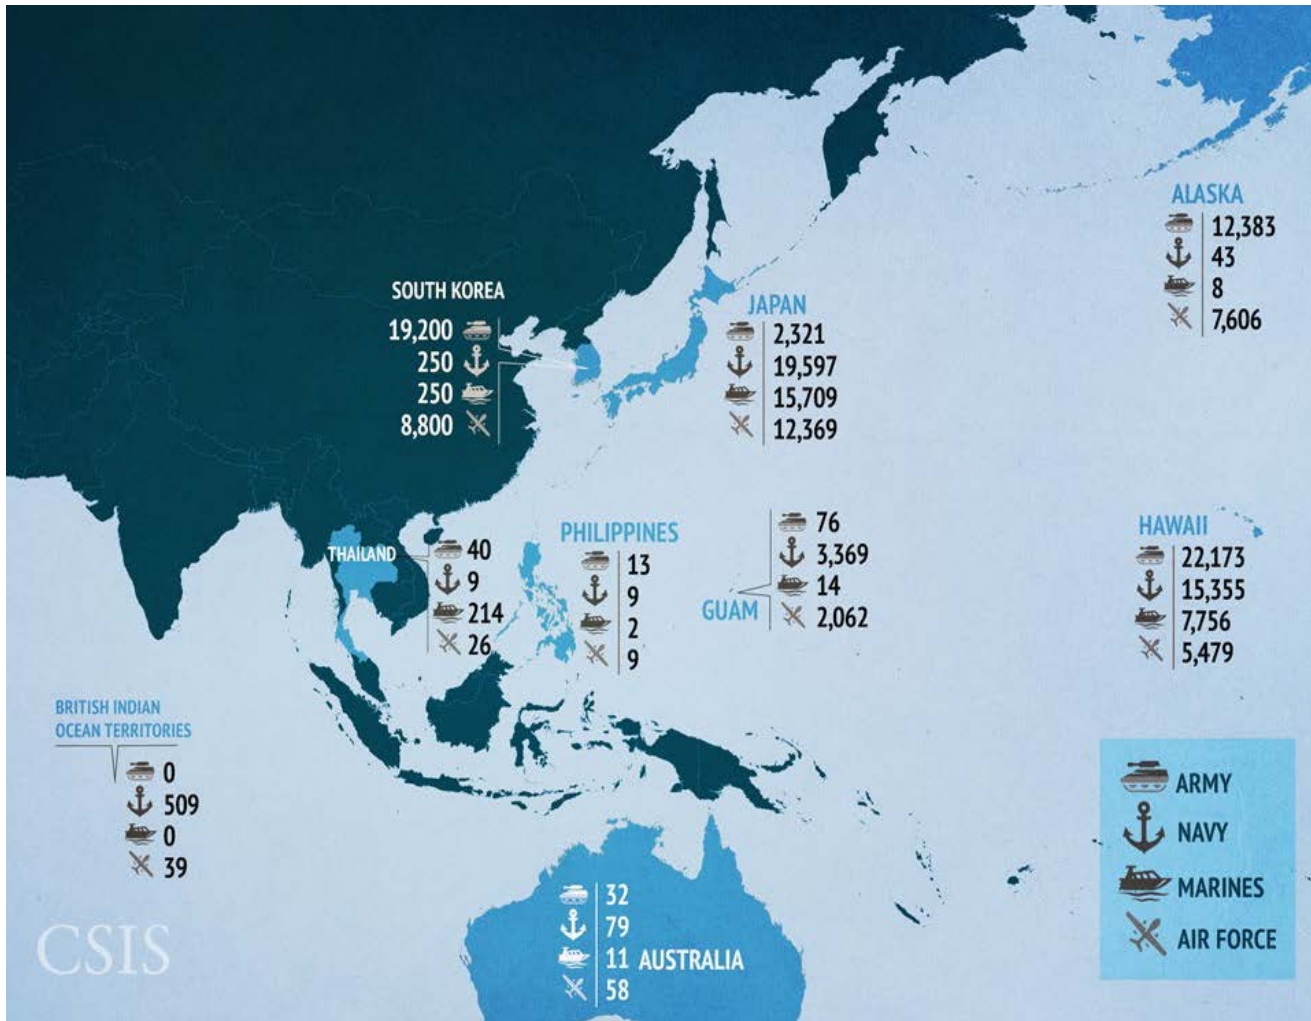 ALASKA
12,383
43
8
7,606
SOUTH KOREA
19,200
250
250
8,800
JAPAN
2,321
19,597
15,709
12,369
THAILAND
40
9
214
26
PHILIPPINES
13
9
2
9
GUAM
76
3,369
14
2,062
HAWAII
22,173
15,355
7,756
5,479
BRITISH INDIAN
OCEAN TERRITORIES
0
509
0
39
32
79
11 AUSTRALIA
58
ARMY
NAVY
MARINES
AIR FORCE
CSIS